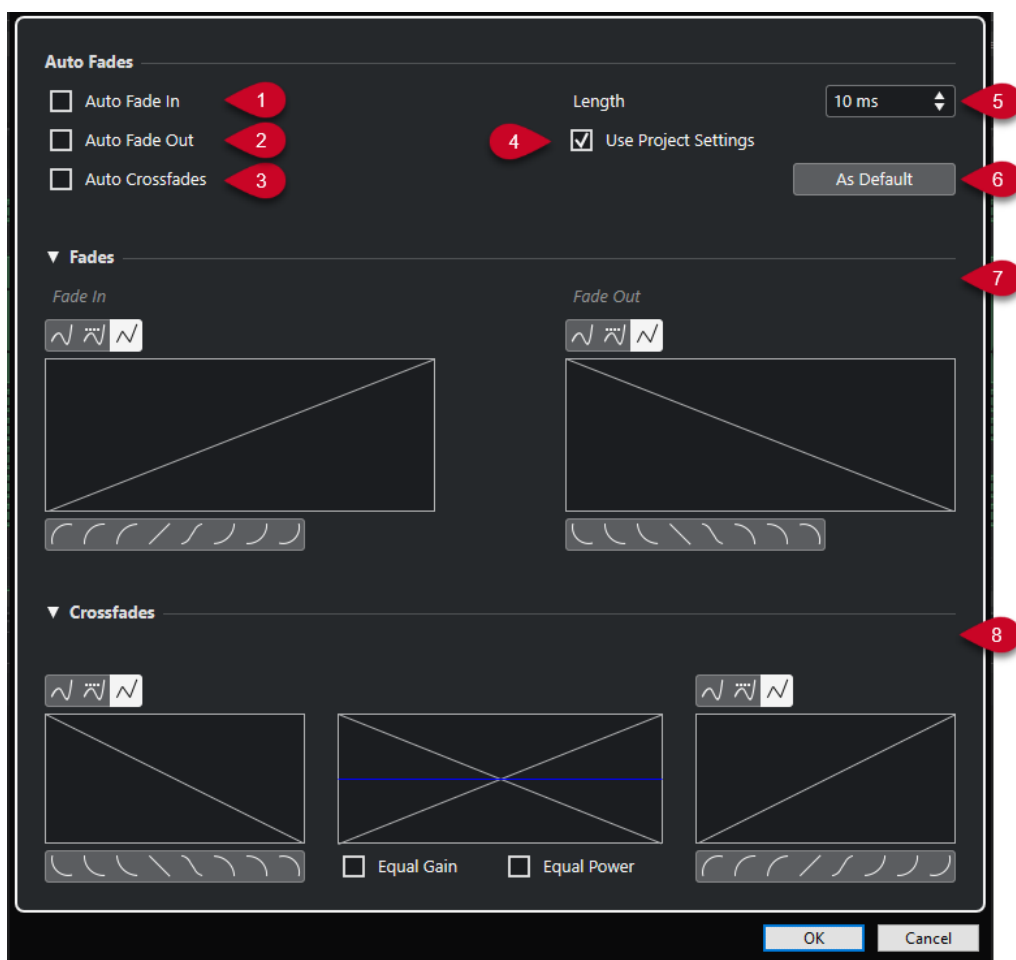 Auto Fades
Auto Fade In 1 Length 10 ms 5
Auto Fade Out 2 4 Use Project Settings
Auto Crossfades 3 As Default 6
Fades 7
Fade In Fade Out
Crossfades 8
Equal Gain Equal Power
OK Cancel